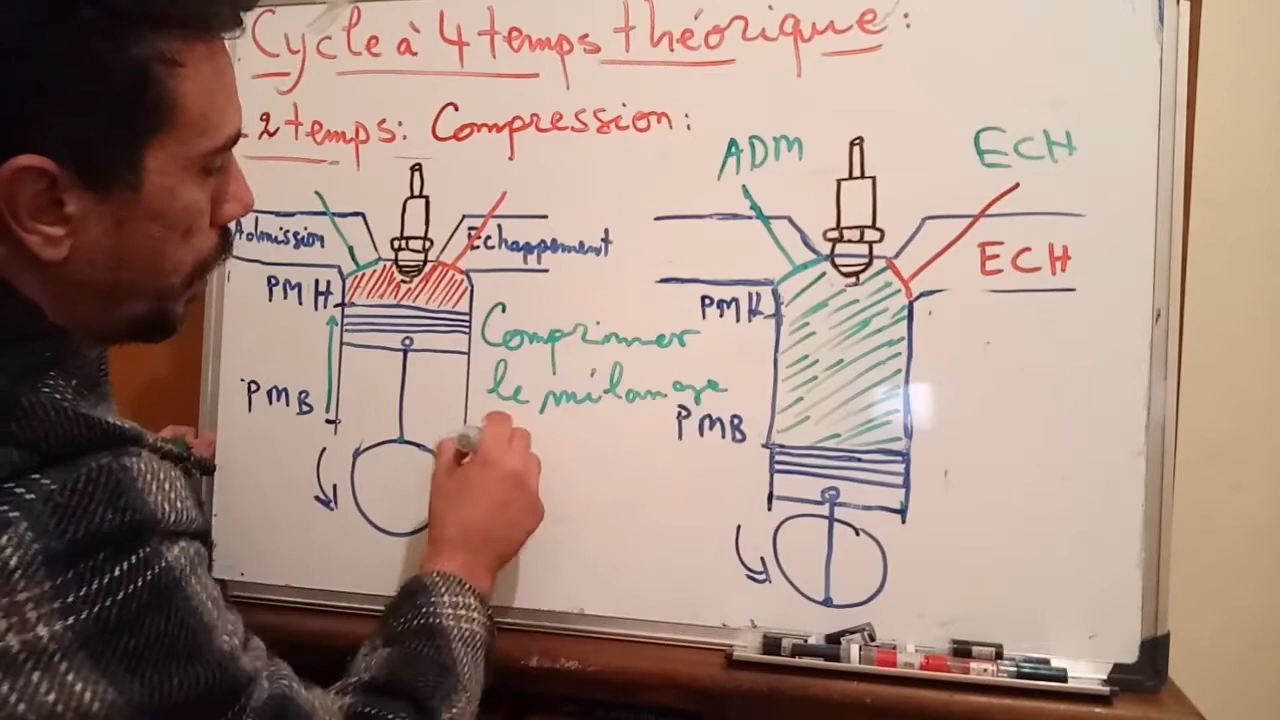 Cycle à 4 temps théorique :
2 temps : Compression :
ADM
ECH
Admission
Echappement
ECH
PMH
PMH
Comprimer
le mélange
PMB
PMB